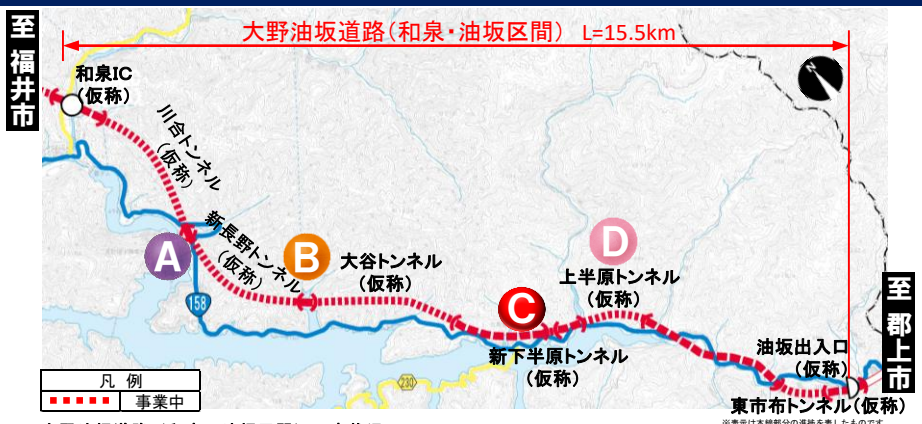 大野油坂道路(和泉・油坂区間) L=15.5km
至 福井市
和泉IC
(仮称)
川合トンネル
(仮称)
新長野トンネル
(仮称)
A
B
158
大谷トンネル
(仮称)
C
新下半原トンネル
(仮称)
D
上半原トンネル
(仮称)
230
油坂出入口
(仮称)
東市布トンネル(仮称)
至 郡上市
凡 例
事業中